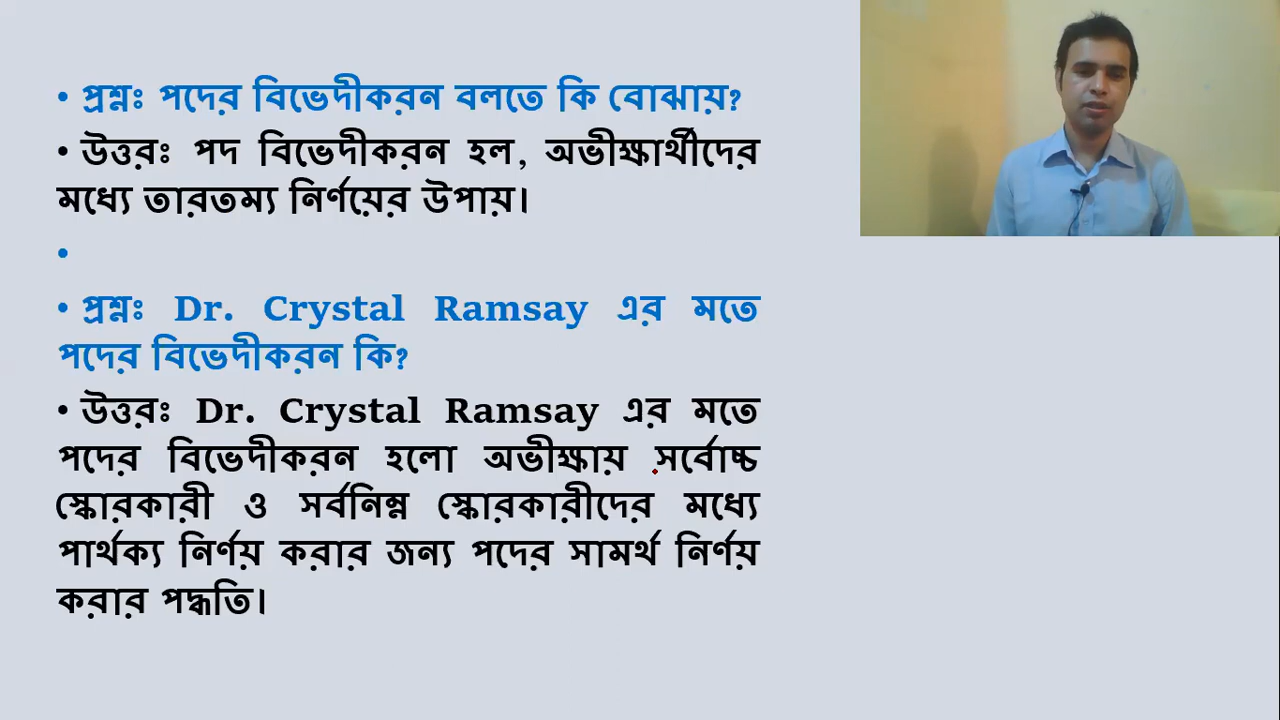 • প্রশ্নঃ পদের বিভেদীকরন বলতে কি বোঝায়?
• উত্তরঃ পদ বিভেদীকরন হল, অভীক্ষার্থীদের
মধ্যে তারতম্য নির্ণয়ের উপায়।
•
• প্রশ্নঃ Dr. Crystal Ramsay এর মতে
পদের বিভেদীকরন কি?
• উত্তরঃ Dr. Crystal Ramsay এর মতে
পদের বিভেদীকরন হলো অভীক্ষায় সর্বোচ্চ
স্কোরকারী ও সর্বনিম্ন স্কোরকারীদের মধ্যে
পার্থক্য নির্ণয় করার জন্য পদের সামর্থ নির্ণয়
করার পদ্ধতি।